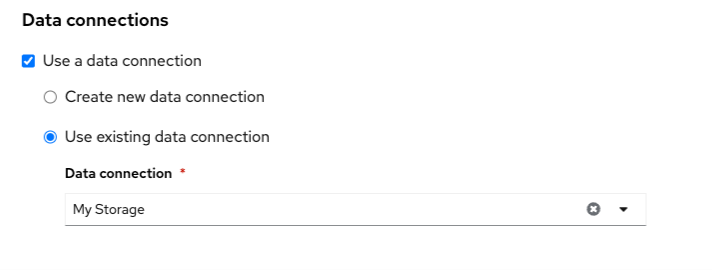 Data connections
Use a data connection
Create new data connection
Use existing data connection
Data connection *
My Storage